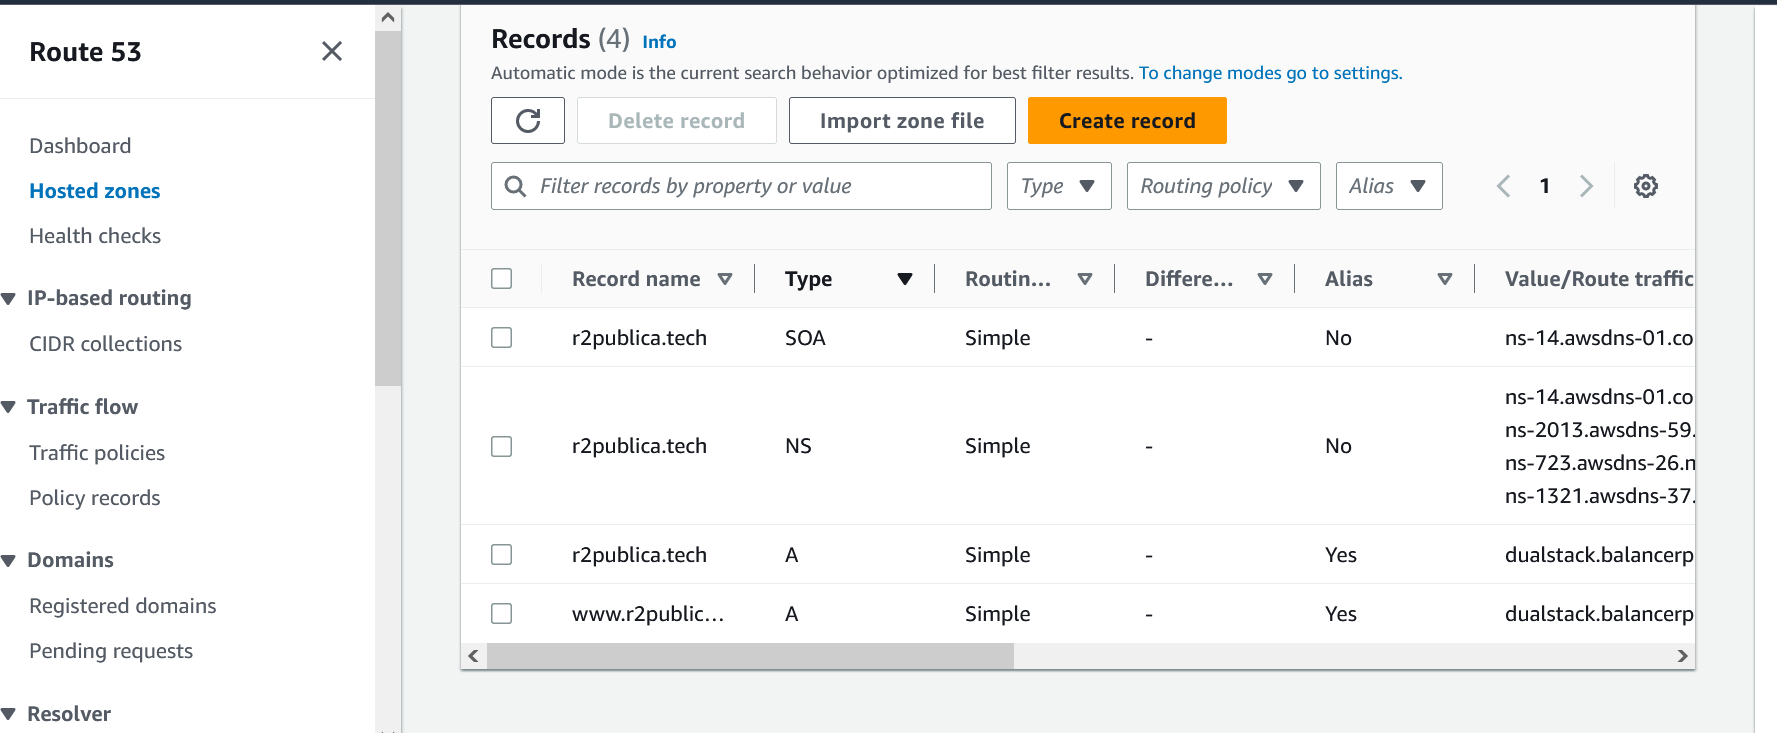 Route 53
Dashboard
Hosted zones
Health checks
IP-based routing
CIDR collections
Traffic flow
Traffic policies
Policy records
Domains
Registered domains
Pending requests
Resolver
Records (4) Info
Automatic mode is the current search behavior optimized for best filter results. To change modes go to settings.
Delete record Import zone file Create record
Filter records by property or value Type Routing policy Alias 1
Record name Type Routin... Differe... Alias Value/Route traffic
r2publica.tech SOA Simple - No ns-14.awsdns-01.co
r2publica.tech NS Simple - No ns-14.awsdns-01.co
ns-2013.awsdns-59.
ns-723.awsdns-26.n
ns-1321.awsdns-37.
r2publica.tech A Simple - Yes dualstack.balancerp
www.r2public... A Simple - Yes dualstack.balancerp